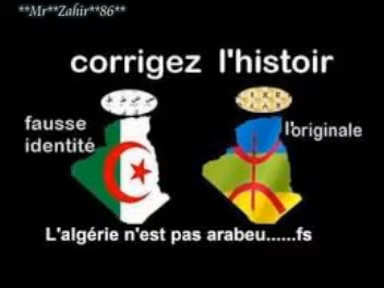 **Mr**Zahir**86**
corrigez l'histoir
fausse
identité
l'originale
L'algérie n'est pas arabeu......fs